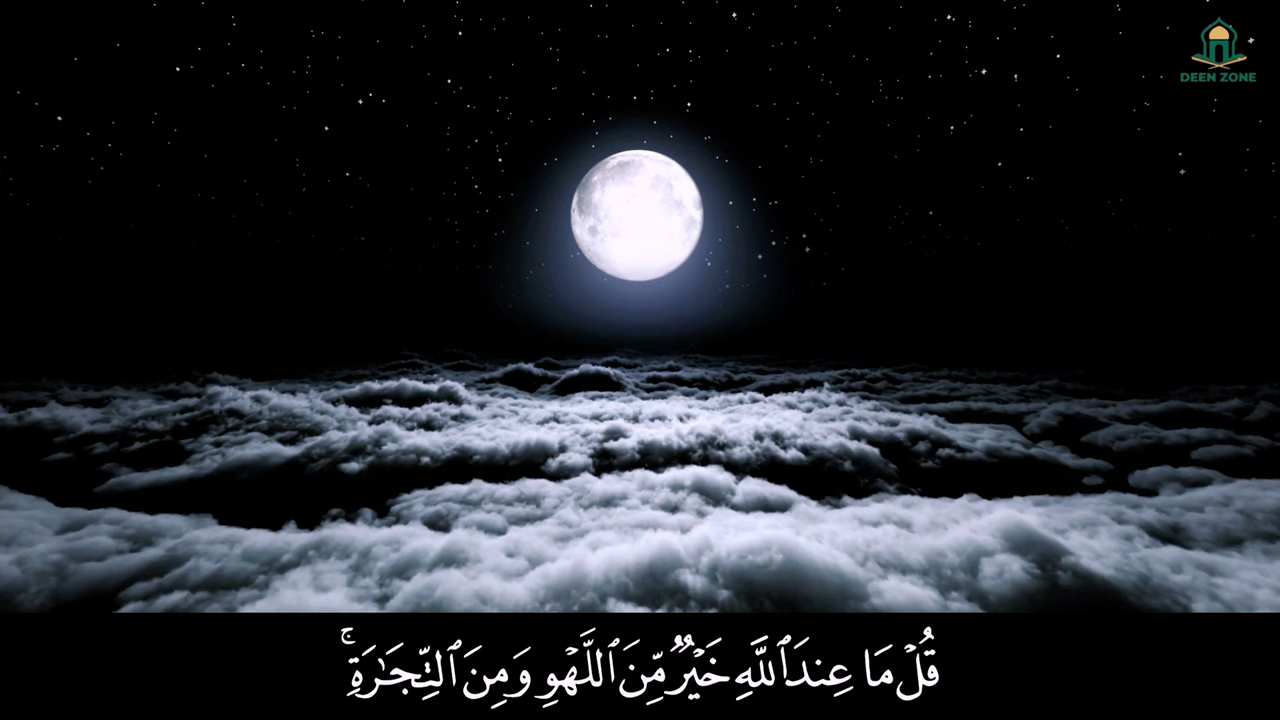 DEEN ZONE
قُلۡ مَا عِندَ ٱللَّهِ خَيۡرٞ مِّنَ ٱللَّهۡوِ وَمِنَ ٱلتِّجَٰرَةِۚ